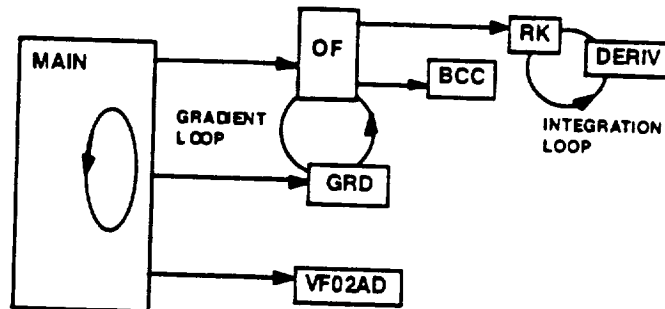 MAIN
OF
RK
DERIV
BCC
GRADIENT
LOOP
INTEGRATION
LOOP
GRD
VF02AD